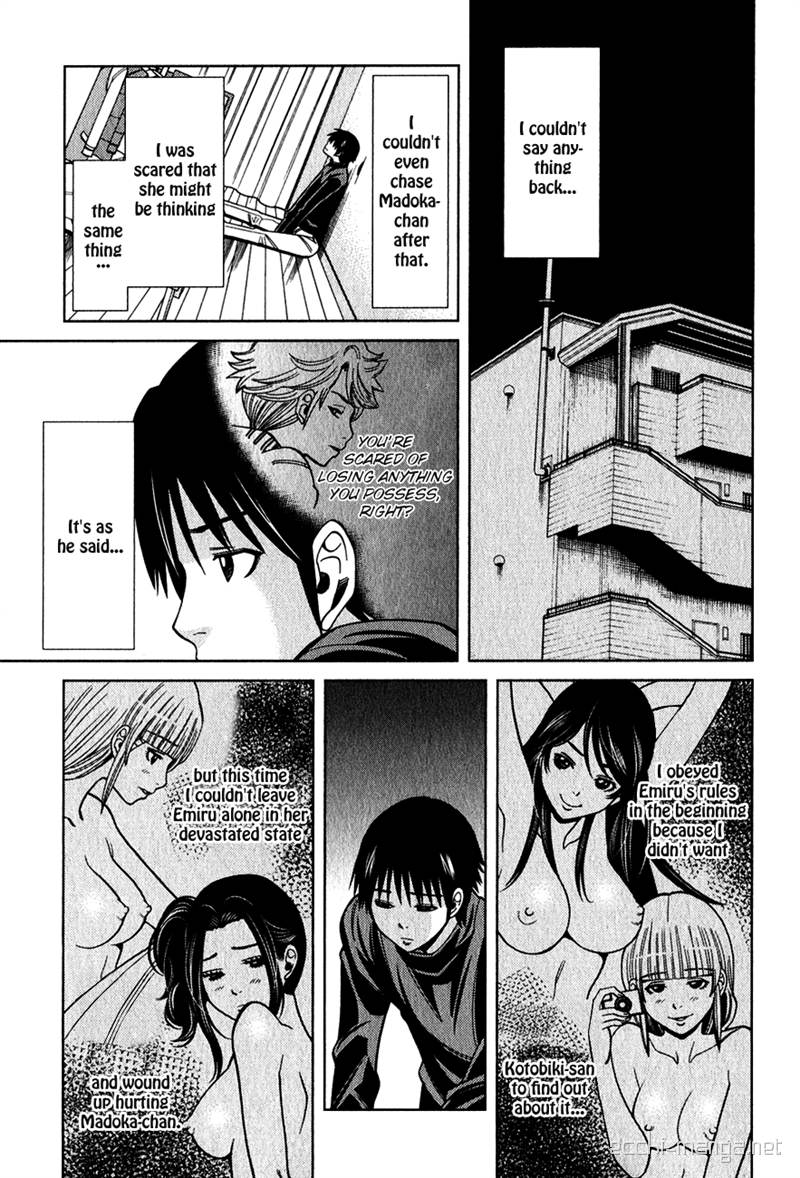 I couldn't
say any-
thing
back...
I
couldn't
even
chase
Madoka-
chan
after
that.
I was
scared that
she might
be thinking
the
same
thing
...
YOU'RE
SCARED OF
LOSING ANYTHING
YOU POSSESS,
RIGHT?
It's as
he said...
I obeyed
Emiru's rules
in the beginning
because I
didn't want
Kotobiki-san
to find out
about it...
but this time
I couldn't leave
Emiru alone in her
devastated state
and wound
up hurting
Madoka-chan.
ecchi-manga.net